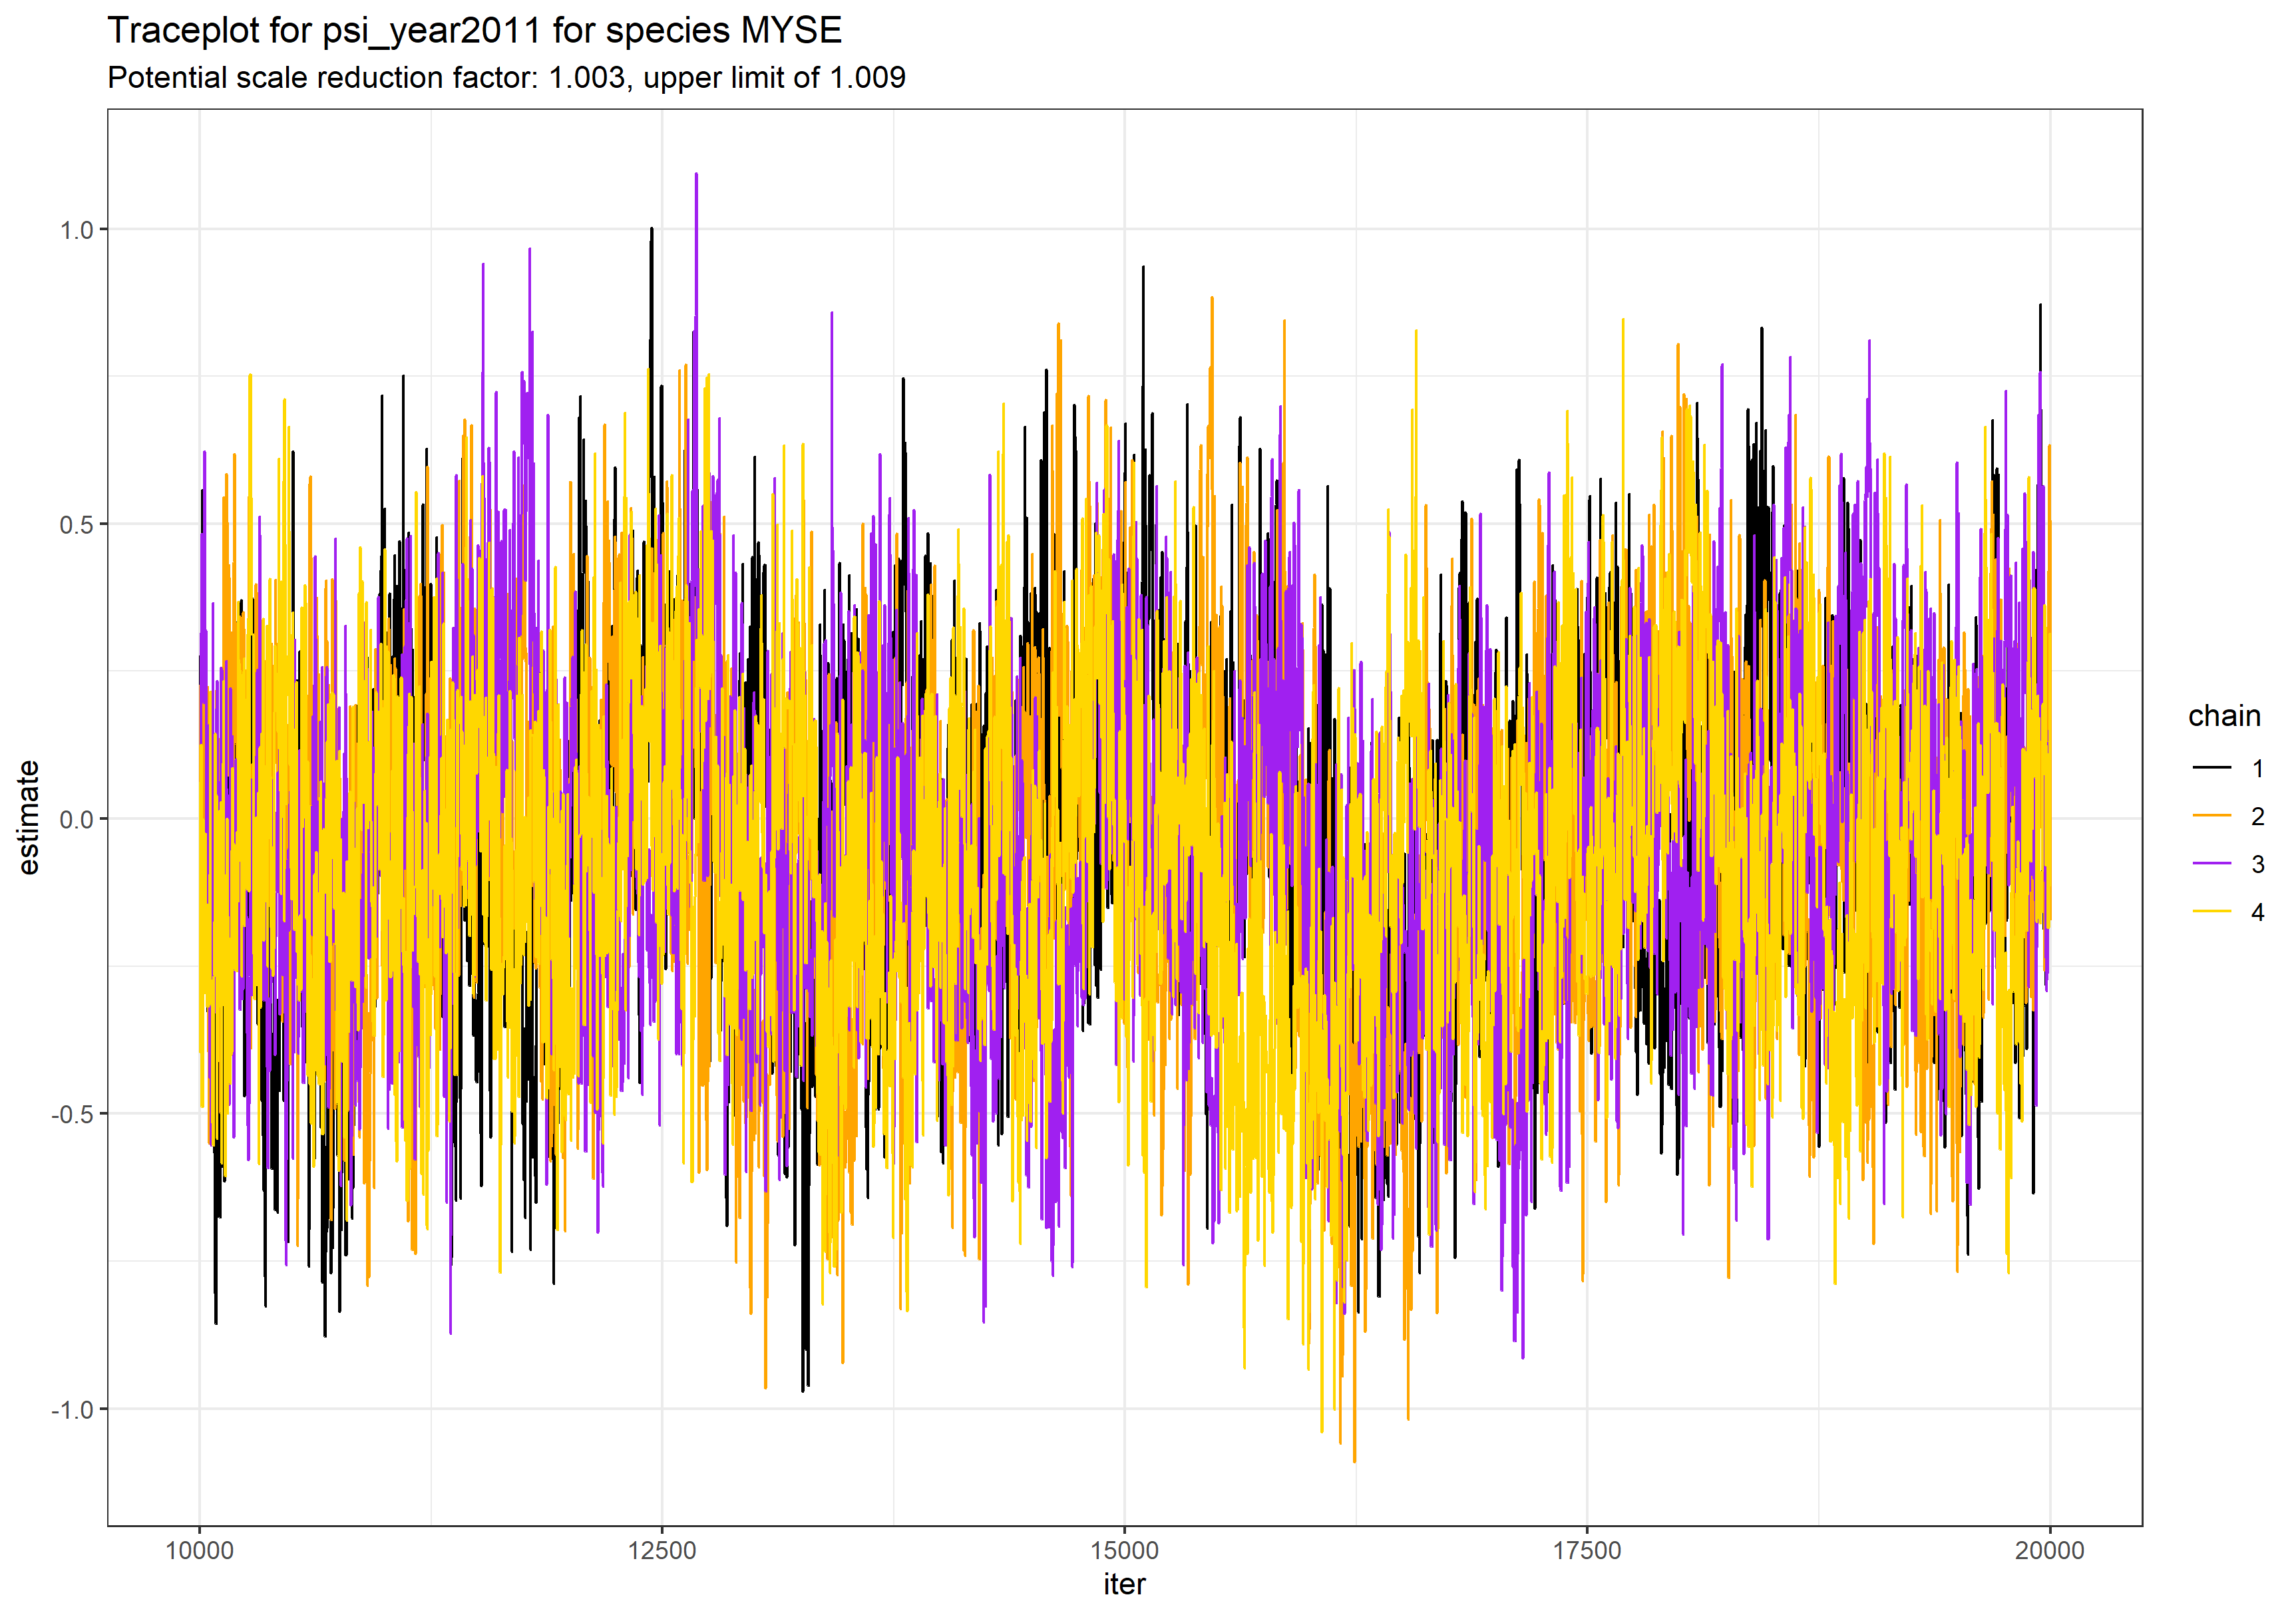 Traceplot for psi_year2011 for species MYSE
Potential scale reduction factor: 1.003, upper limit of 1.009
1.0
0.5
0.0
-0.5
-1.0
estimate
10000 12500 15000 17500 20000
iter
chain
1
2
3
4